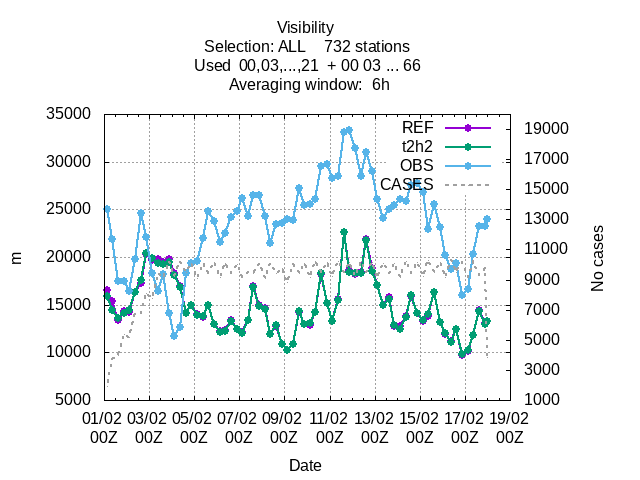 Visibility
Selection: ALL 732 stations
Used 00,03,...,21 + 00 03 ... 66
Averaging window: 6h
35000
30000
25000
20000
15000
10000
5000
m
REF
t2h2
OBS
CASES
19000
17000
15000
13000
11000
9000
7000
5000
3000
1000
No cases
01/02 03/02 05/02 07/02 09/02 11/02 13/02 15/02 17/02 19/02
00Z 00Z 00Z 00Z 00Z 00Z 00Z 00Z 00Z 00Z
Date